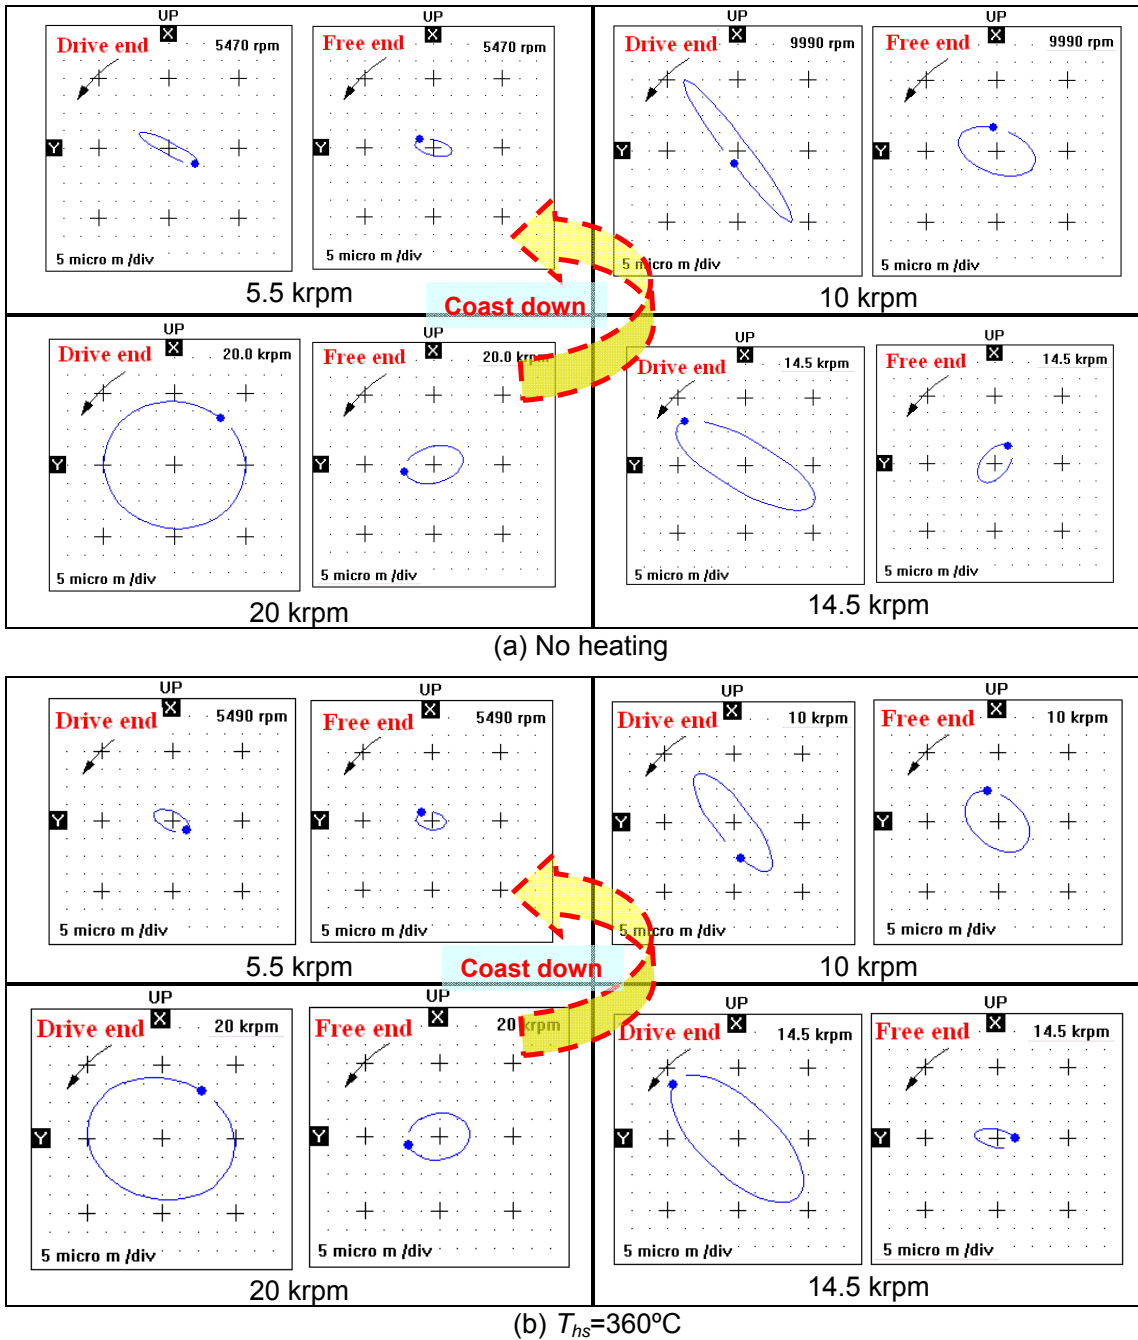 UP
UP
Drive end X 5470 rpm
Free end X 5470 rpm
Y
5 micro m /div
5 micro m /div
5.5 krpm
UP
UP
Drive end X 9990 rpm
Free end X 9990 rpm
Y
5 micro m /div
5 micro m /div
10 krpm
Coast down
UP
UP
Drive end X 20.0 krpm
Free end X 20.0 krpm
Y
5 micro m /div
5 micro m /div
20 krpm
UP
UP
Drive end X 14.5 krpm
Free end X 14.5 krpm
Y
5 micro m /div
5 micro m /div
14.5 krpm
(a) No heating
UP
UP
Drive end X 5490 rpm
Free end X 5490 rpm
Y
5 micro m /div
5 micro m /div
5.5 krpm
UP
UP
Drive end X 10 krpm
Free end X 10 krpm
Y
5 micro m /div
5 micro m /div
10 krpm
Coast down
UP
UP
Drive end X 20 krpm
Free end X 20 krpm
Y
5 micro m /div
5 micro m /div
20 krpm
UP
UP
Drive end X 14.5 krpm
Free end X 14.5 krpm
Y
5 micro m /div
5 micro m /div
14.5 krpm
(b) Ths=360ºC